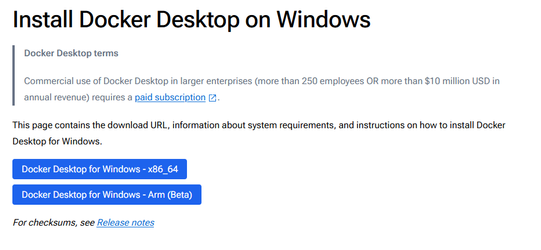 Install Docker Desktop on Windows
Docker Desktop terms
Commercial use of Docker Desktop in larger enterprises (more than 250 employees OR more than $10 million USD in
annual revenue) requires a paid subscription.
This page contains the download URL, information about system requirements, and instructions on how to install Docker
Desktop for Windows.
Docker Desktop for Windows - x86_64
Docker Desktop for Windows - Arm (Beta)
For checksums, see Release notes